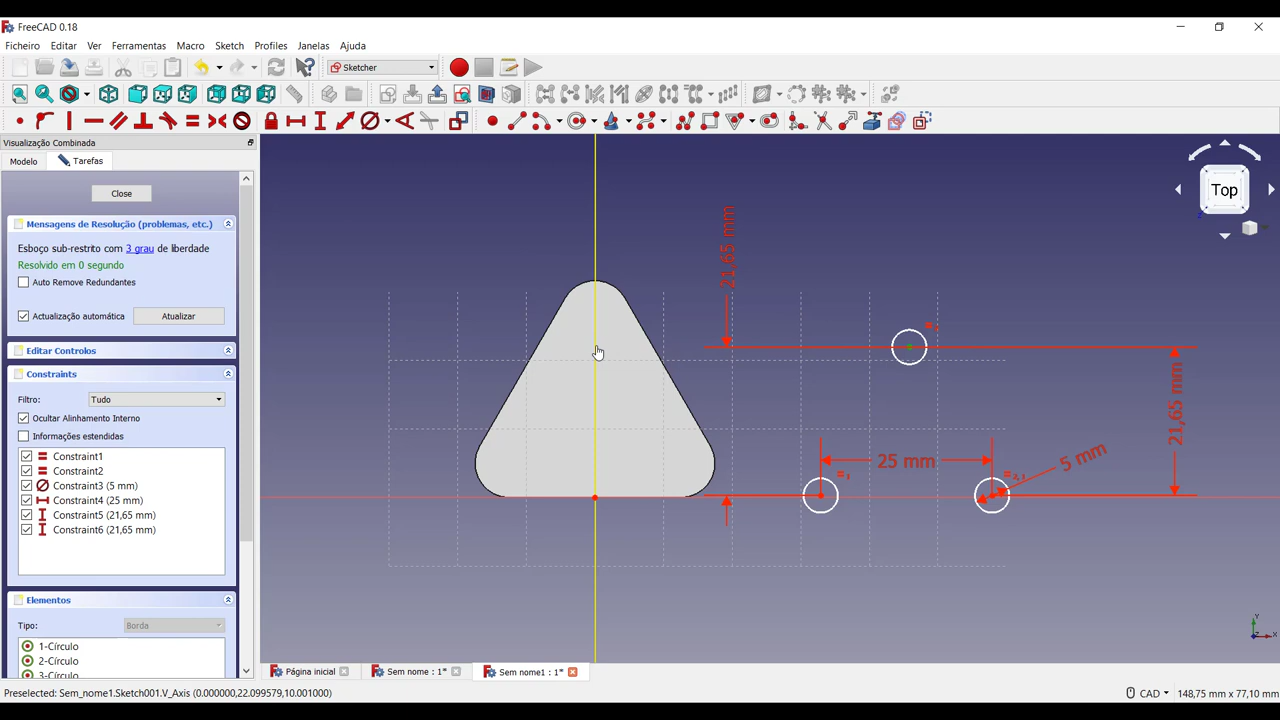 FreeCAD 0.18
Ficheiro Editar Ver Ferramentas Macro Sketch Profiles Janelas Ajuda
Sketcher
Visualização Combinada
Modelo Tarefas
Close
Mensagens de Resolução (problemas, etc.)
Esboço sub-restrito com 3 grau de liberdade
Resolvido em 0 segundo
Auto Remove Redundantes
Actualização automática Atualizar
Editar Controlos
Constraints
Filtro: Tudo
Ocultar Alinhamento Interno
Informações estendidas
Constraint1
Constraint2
Constraint3 (5 mm)
Constraint4 (25 mm)
Constraint5 (21,65 mm)
Constraint6 (21,65 mm)
Elementos
Tipo: Borda
1-Círculo
2-Círculo
3-Círculo
21,65 mm
25 mm
5 mm
21,65 mm
Top
Z
Y
Z X
Página inicial Sem nome : 1* Sem nome1 : 1*
Preselected: Sem_nome1.Sketch001.V_Axis (0.000000,22.099579,10.001000)
CAD 148,75 mm x 77,10 mm